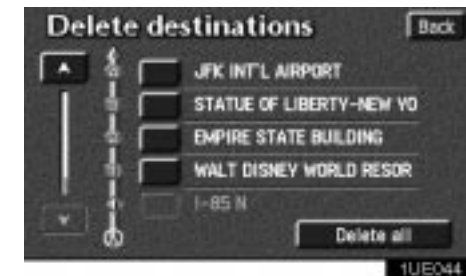 Delete destinations
Back
JFK INT'L AIRPORT
STATUE OF LIBERTY-NEW YO
EMPIRE STATE BUILDING
WALT DISNEY WORLD RESOR
I-85 N
Delete all
1UE044